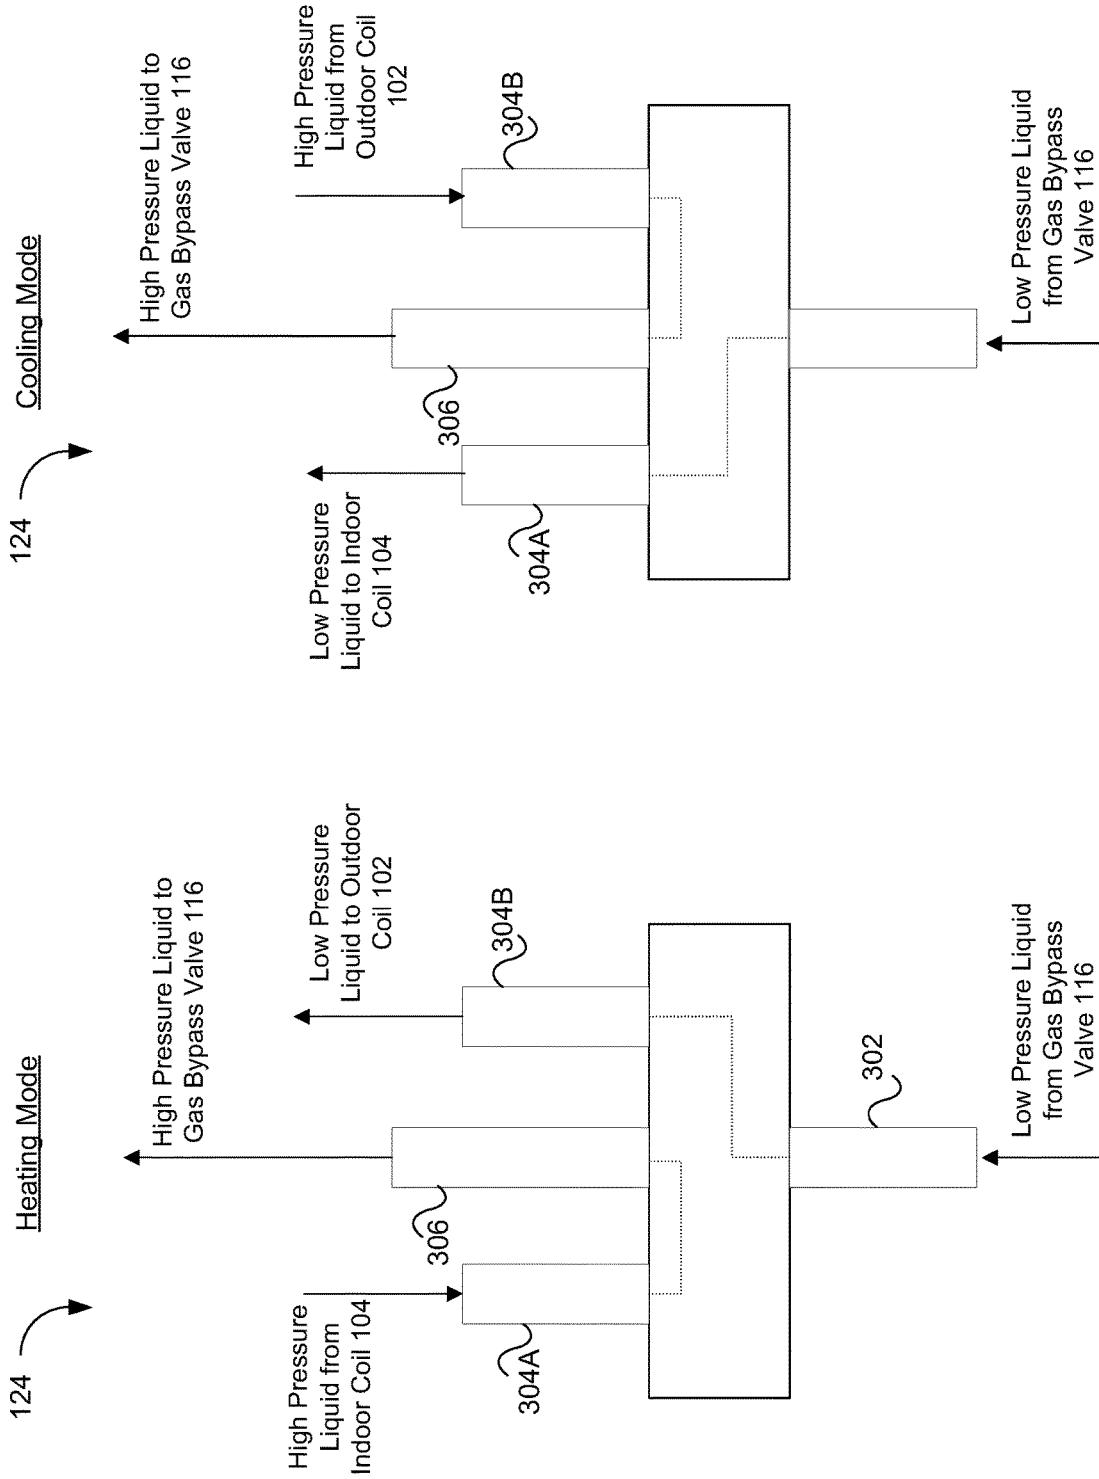 Heating Mode
124
High Pressure Liquid to
Gas Bypass Valve 116
High Pressure
Liquid from
Indoor Coil 104
Low Pressure
Liquid to Outdoor
Coil 102
306
304A
304B
302
Low Pressure Liquid
from Gas Bypass
Valve 116
Cooling Mode
124
High Pressure Liquid to
Gas Bypass Valve 116
Low Pressure
Liquid to Indoor
Coil 104
High Pressure
Liquid from
Outdoor Coil
102
306
304A
304B
Low Pressure Liquid
from Gas Bypass
Valve 116